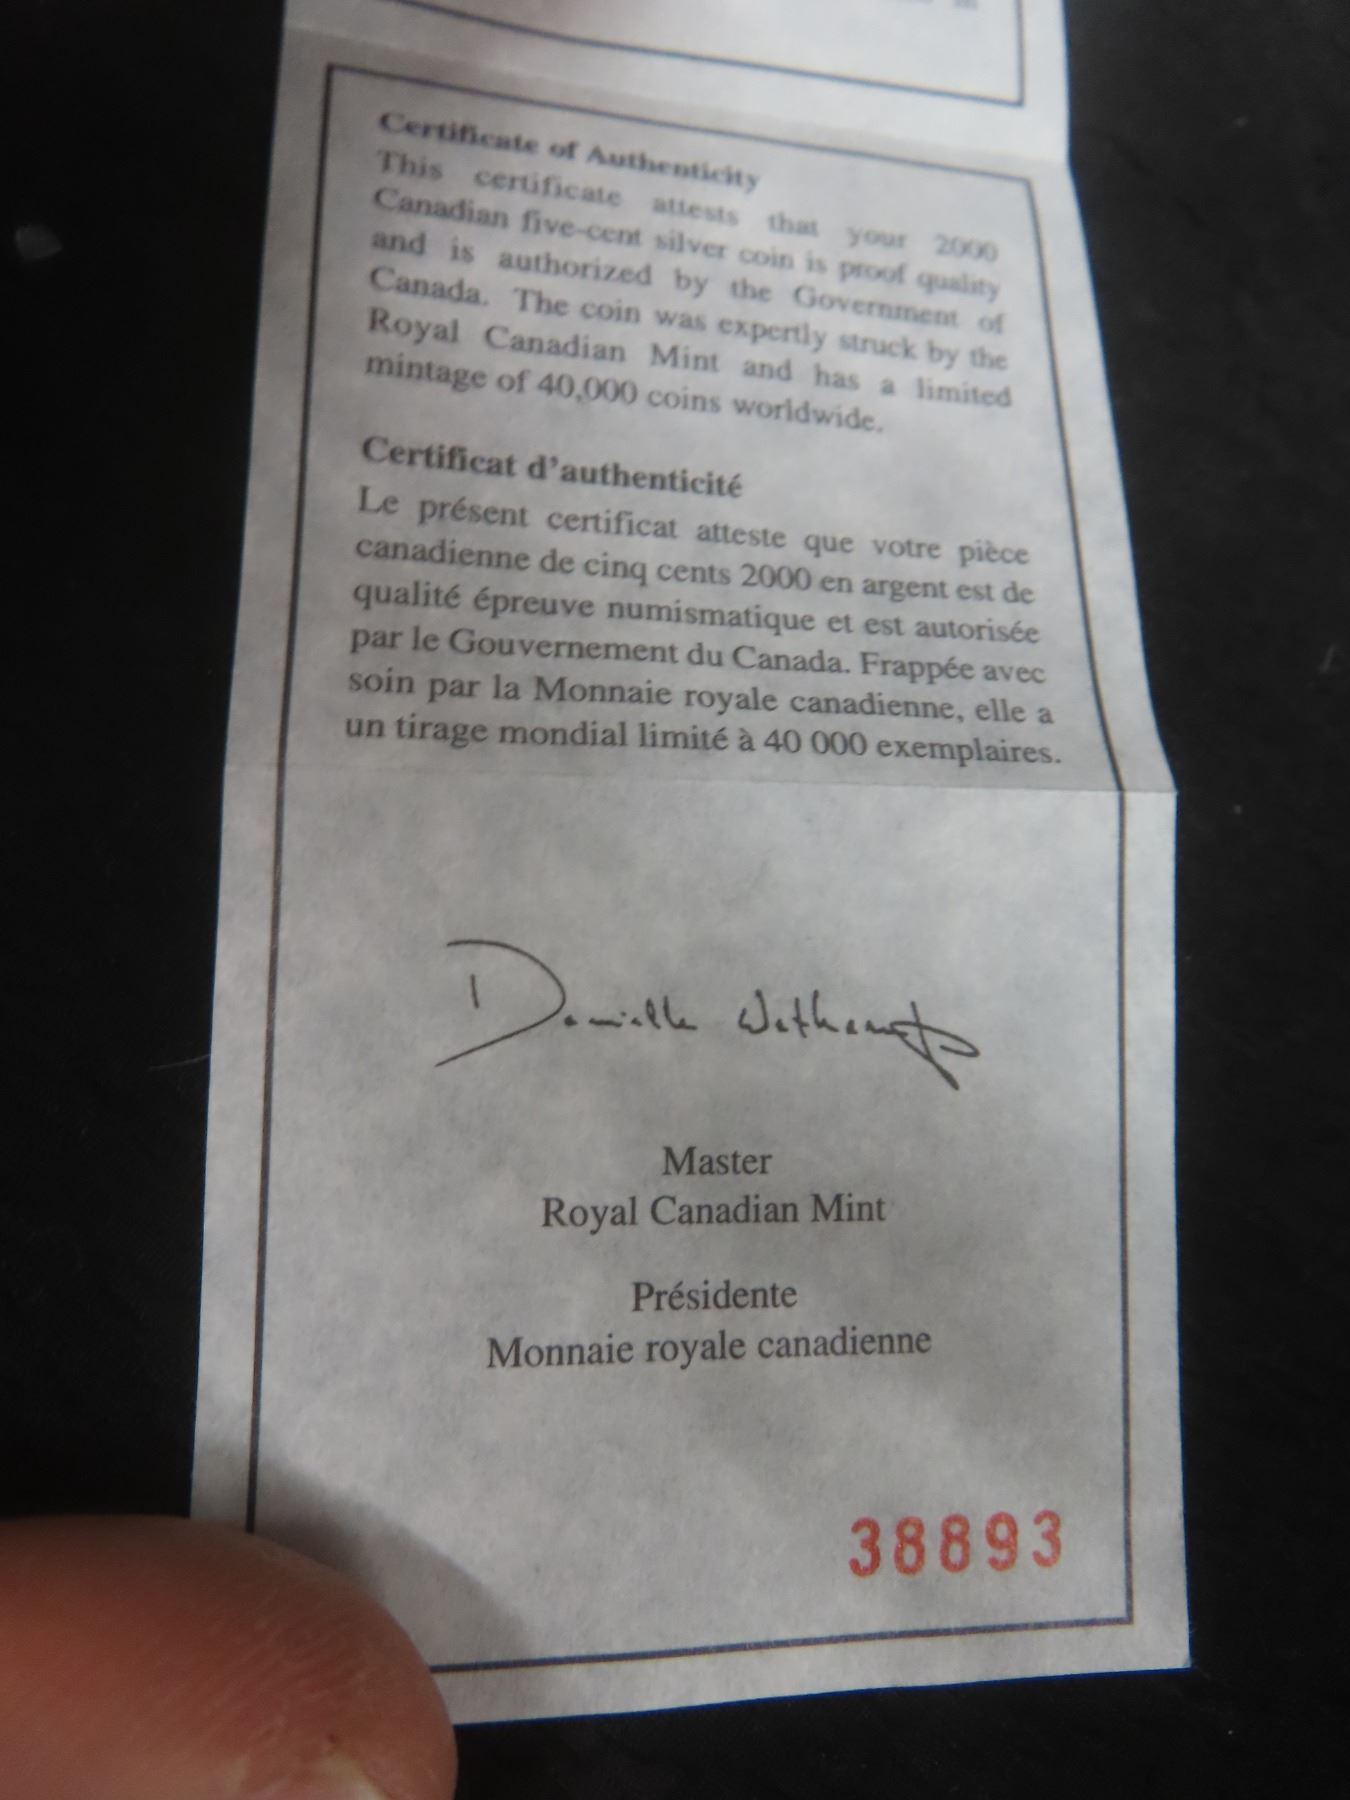 Certificate of Authenticity
This certificate attests that your 2000
Canadian five-cent silver coin is proof quality
and is authorized by the Government of
Canada. The coin was expertly struck by the
Royal Canadian Mint and has a limited
mintage of 40,000 coins worldwide.
Certificat d'authenticité
Le présent certificat atteste que votre pièce
canadienne de cinq cents 2000 en argent est de
qualité épreuve numismatique et est autorisée
par le Gouvernement du Canada. Frappée avec
soin par la Monnaie royale canadienne, elle a
un tirage mondial limité à 40 000 exemplaires.
Danielle
Master
Royal Canadian Mint
Présidente
Monnaie royale canadienne
38893